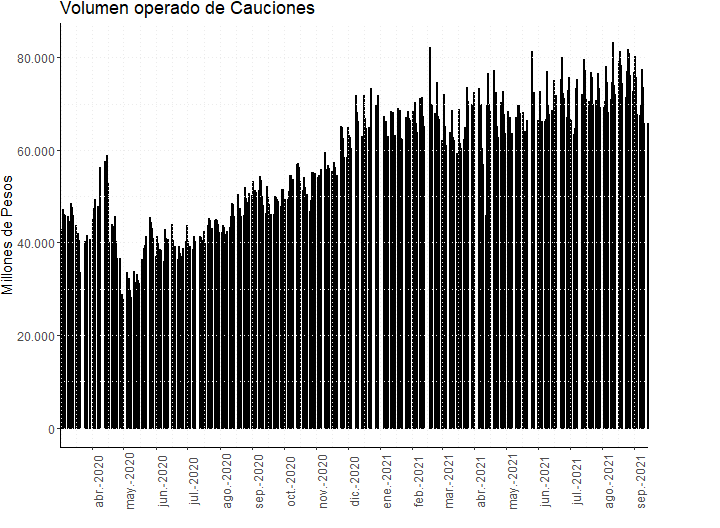 Volumen operado de Cauciones
Millones de Pesos
80.000
60.000
40.000
20.000
0
abr.-2020
may.-2020
jun.-2020
jul.-2020
ago.-2020
sep.-2020
oct.-2020
nov.-2020
dic.-2020
ene.-2021
feb.-2021
mar.-2021
abr.-2021
may.-2021
jun.-2021
jul.-2021
ago.-2021
sep.-2021